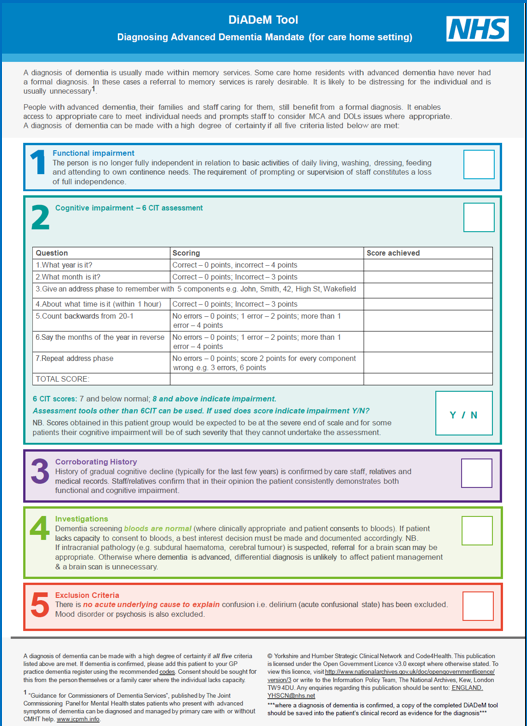 DiADeM Tool
Diagnosing Advanced Dementia Mandate (for care home setting)
NHS
A diagnosis of dementia is usually made within memory services. Some care home residents with advanced dementia have never had
a formal diagnosis. In these cases a referral to memory services is rarely desirable. It is likely to be distressing for the individual and is
usually unnecessary1.
People with advanced dementia, their families and staff caring for them, still benefit from a formal diagnosis. It enables
access to appropriate care to meet individual needs and prompts staff to consider MCA and DOLs issues where appropriate.
A diagnosis of dementia can be made with a high degree of certainty if all five criteria listed below are met:
1 Functional impairment
The person is no longer fully independent in relation to basic activities of daily living, washing, dressing, feeding
and attending to own continence needs. The requirement of prompting or supervision of staff constitutes a loss
of full independence.
2 Cognitive impairment – 6 CIT assessment
Question Scoring Score achieved
1.What year is it? Correct – 0 points, incorrect – 4 points
2.What month is it? Correct – 0 points; Incorrect – 3 points
3.Give an address phase to remember with 5 components e.g. John, Smith, 42, High St, Wakefield
4.About what time is it (within 1 hour) Correct – 0 points; Incorrect – 3 points
5.Count backwards from 20-1 No errors – 0 points; 1 error – 2 points; more than 1
error – 4 points
6.Say the months of the year in reverse No errors – 0 points; 1 error – 2 points; more than 1
error – 4 points
7.Repeat address phase No errors – 0 points; score 2 points for every component
wrong e.g. 3 errors, 6 points
TOTAL SCORE:
6 CIT scores: 7 and below normal; 8 and above indicate impairment.
Assessment tools other than 6CIT can be used. If used does score indicate impairment Y/N?
Y / N
NB. Scores obtained in this patient group would be expected to be at the severe end of scale and for some
patients their cognitive impairment will be of such severity that they cannot undertake the assessment.
3 Corroborating History
History of gradual cognitive decline (typically for the last few years) is confirmed by care staff, relatives and
medical records. Staff/relatives confirm that in their opinion the patient consistently demonstrates both
functional and cognitive impairment.
4 Investigations
Dementia screening bloods are normal (where clinically appropriate and patient consents to bloods). If patient
lacks capacity to consent to bloods, a best interest decision must be made and documented accordingly. NB.
If intracranial pathology (e.g. subdural haematoma, cerebral tumour) is suspected, referral for a brain scan may be
appropriate. Otherwise where dementia is advanced, differential diagnosis is unlikely to affect patient management
& a brain scan is unnecessary.
5 Exclusion Criteria
There is no acute underlying cause to explain confusion i.e. delirium (acute confusional state) has been excluded.
Mood disorder or psychosis is also excluded.
A diagnosis of dementia can be made with a high degree of certainty if all five criteria
listed above are met. If dementia is confirmed, please add this patient to your GP
practice dementia register using the recommended codes. Consent should be sought for
this from the person themselves or a family carer where the individual lacks capacity.
1 "Guidance for Commissioners of Dementia Services", published by The Joint
Commissioning Panel for Mental Health states patients who present with advanced
symptoms of dementia can be diagnosed and managed by primary care with or without
CMHT help. www.jcpmh.info.
© Yorkshire and Humber Strategic Clinical Network and Code4Health. This publication
is licensed under the Open Government Licence v3.0 except where otherwise stated. To
view this licence, visit http://www.nationalarchives.gov.uk/doc/opengovernmentlicence/
version/3 or write to the Information Policy Team, The National Archives, Kew, London
TW9 4DU. Any enquiries regarding this publication should be sent to: ENGLAND.
YHSCN@nhs.net
***where a diagnosis of dementia is confirmed, a copy of the completed DiADeM tool
should be saved into the patient's clinical record as evidence for the diagnosis***